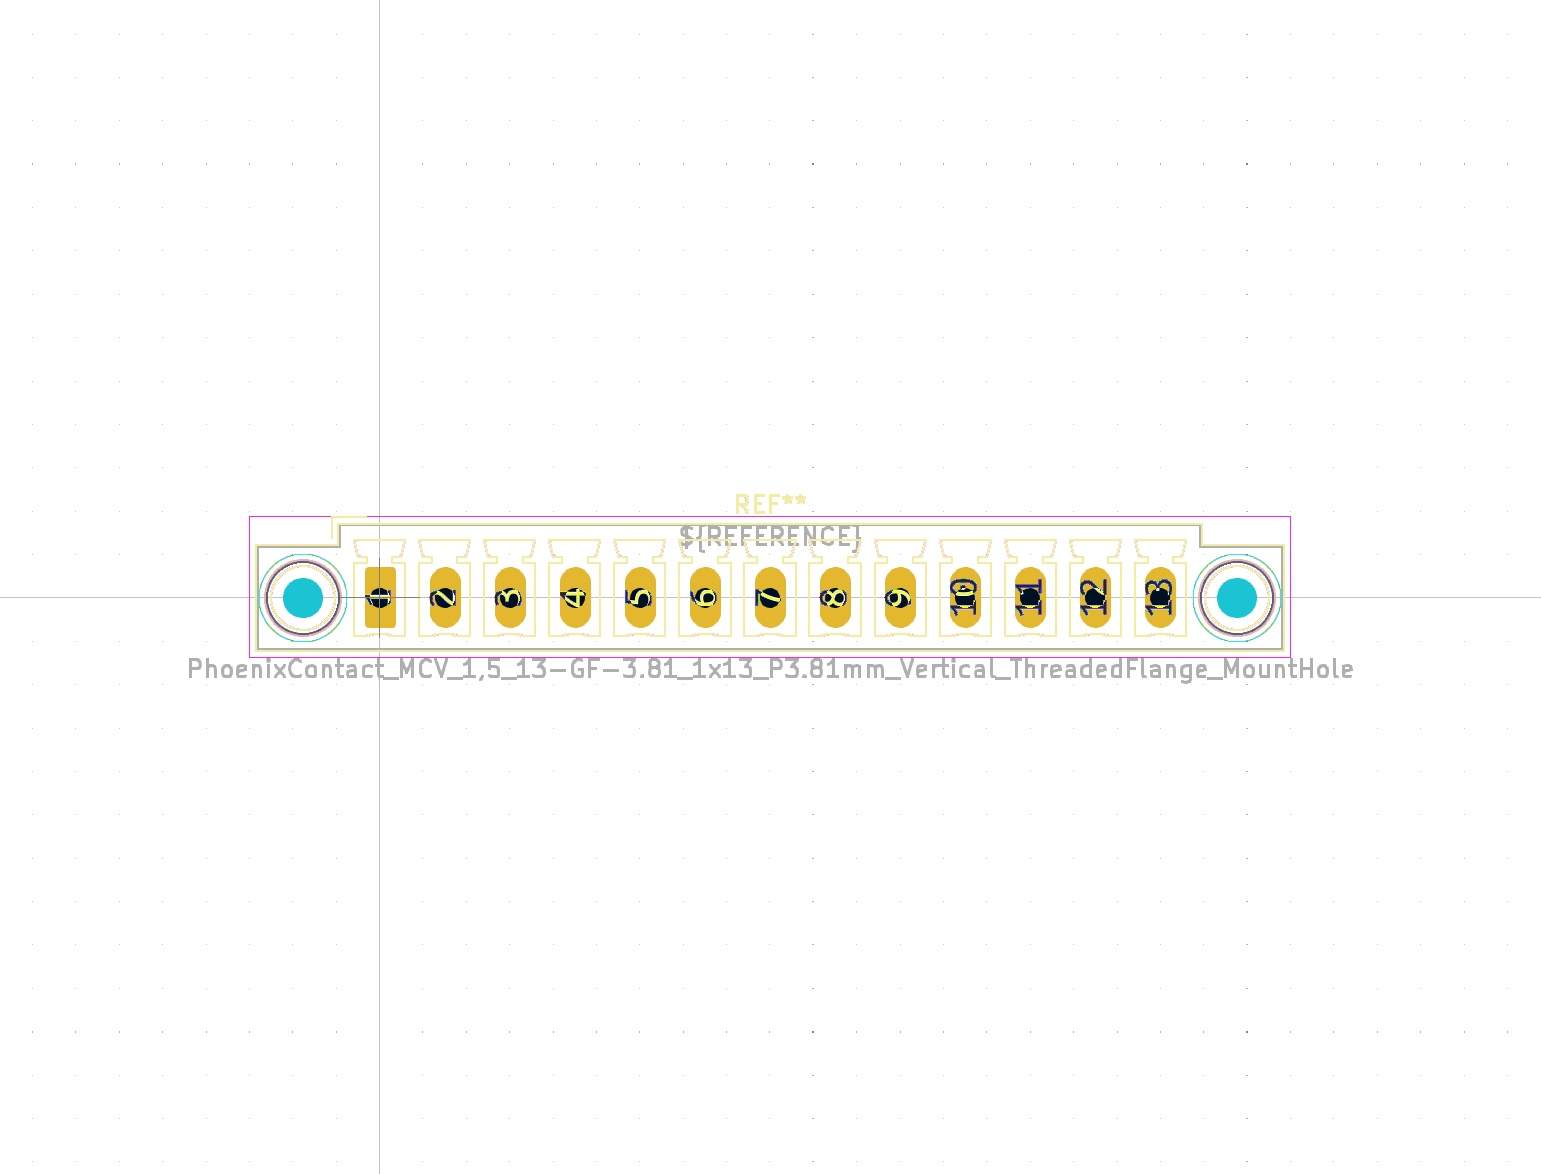 REF**
${REFERENCE}
1 2 3 4 5 6 7 8 9 10 11 12 13
PhoenixContact_MCV_1,5_13-GF-3.81_1x13_P3.81mm_Vertical_ThreadedFlange_MountHole